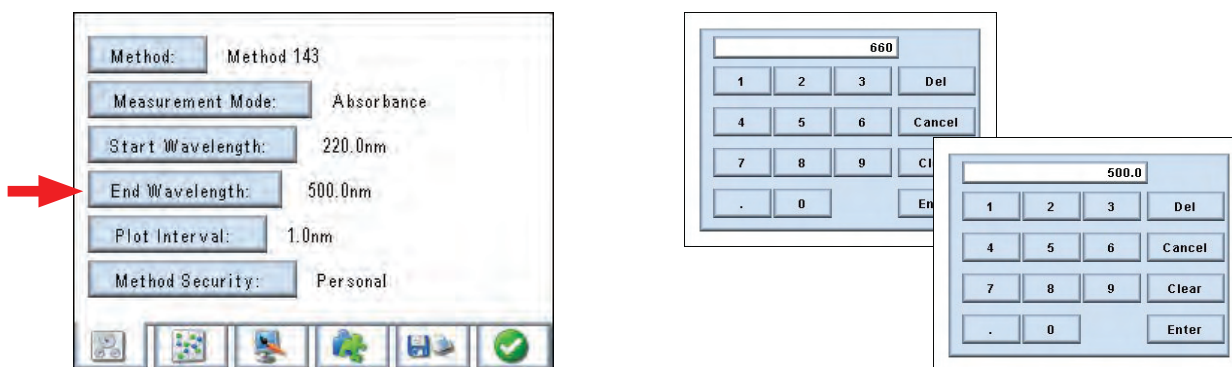 Method: Method 143
Measurement Mode: Absorbance
Start Wavelength: 220.0nm
End Wavelength: 500.0nm
Plot Interval: 1.0nm
Method Security: Personal
660
1 2 3 Del
4 5 6 Cancel
7 8 9 Cl
. 0 En
500.0
1 2 3 Del
4 5 6 Cancel
7 8 9 Clear
. 0 Enter